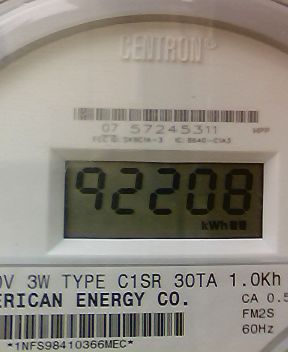 CENTRON®
07 57245311 MPP
92208
kWh
0V 3W TYPE C1SR 30TA 1.0Kh
ERICAN ENERGY CO. CA 0.5
FM2S
60Hz
*1NFS98410366MEC*